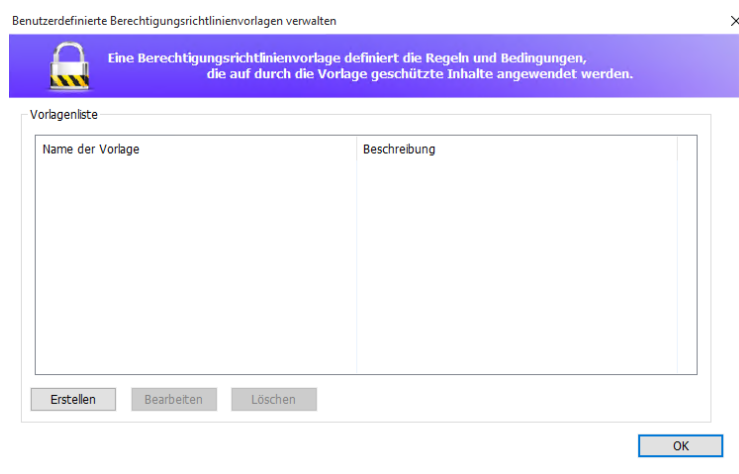 Benutzerdefinierte Berechtigungsrichtlinienvorlagen verwalten
Eine Berechtigungsrichtlinienvorlage definiert die Regeln und Bedingungen,
die auf durch die Vorlage geschützte Inhalte angewendet werden.
Vorlagenliste
Name der Vorlage Beschreibung
Erstellen Bearbeiten Löschen
OK